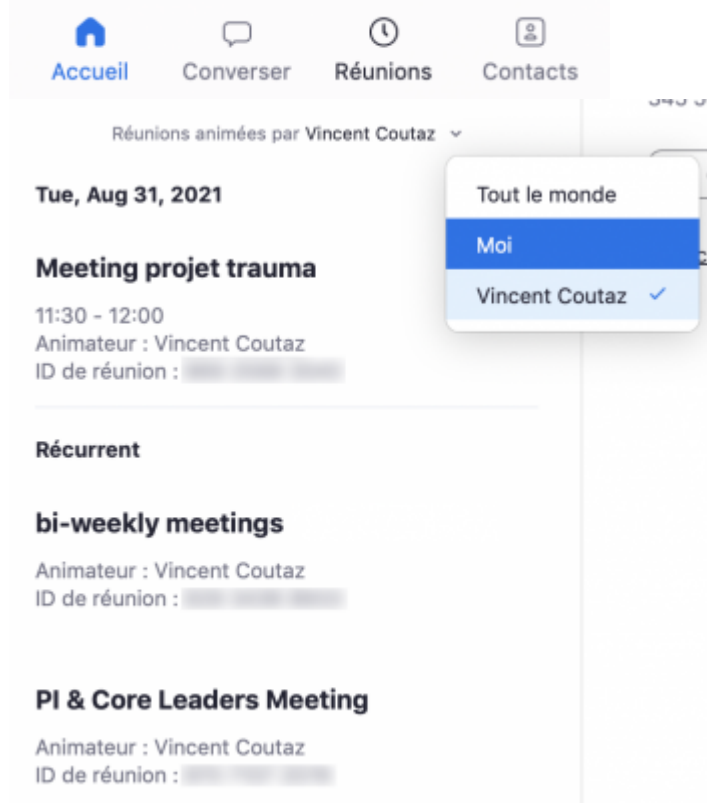 Accueil Converser Réunions Contacts
Réunions animées par Vincent Coutaz
Tout le monde
Moi
Vincent Coutaz
Tue, Aug 31, 2021
Meeting projet trauma
11:30 - 12:00
Animateur : Vincent Coutaz
ID de réunion :
Récurrent
bi-weekly meetings
Animateur : Vincent Coutaz
ID de réunion :
PI & Core Leaders Meeting
Animateur : Vincent Coutaz
ID de réunion :